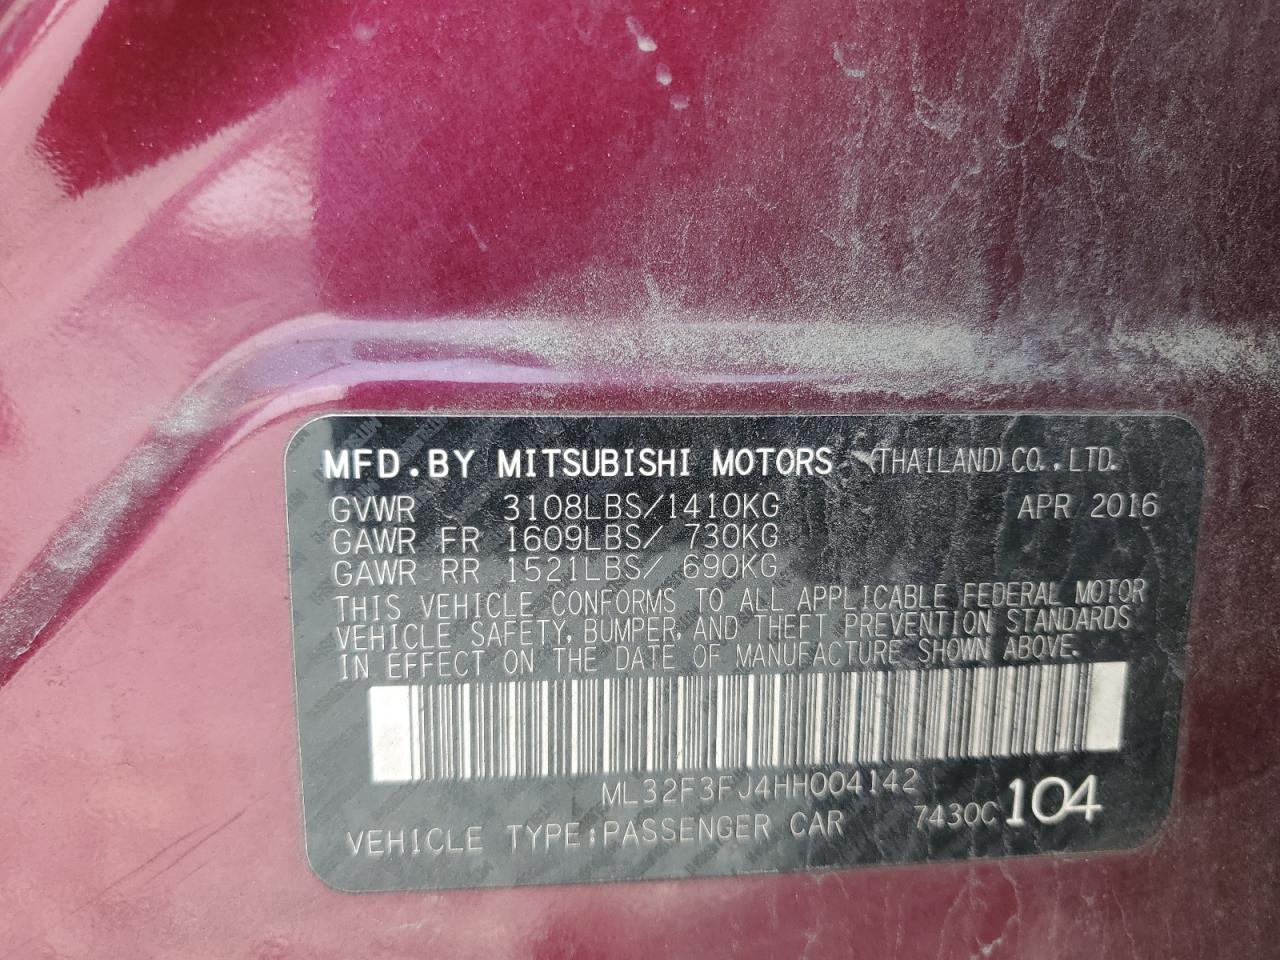 MFD.BY MITSUBISHI MOTORS (THAILAND)CO.,LTD.
GVWR 3108LBS/1410KG APR 2016
GAWR FR 1609LBS/ 730KG
GAWR RR 1521LBS/ 690KG
THIS VEHICLE CONFORMS TO ALL APPLICABLE FEDERAL MOTOR
VEHICLE SAFETY, BUMPER, AND THEFT PREVENTION STANDARDS
IN EFFECT ON THE DATE OF MANUFACTURE SHOWN ABOVE.
ML32F3FJ4HH004142
VEHICLE TYPE:PASSENGER CAR 7430C 104